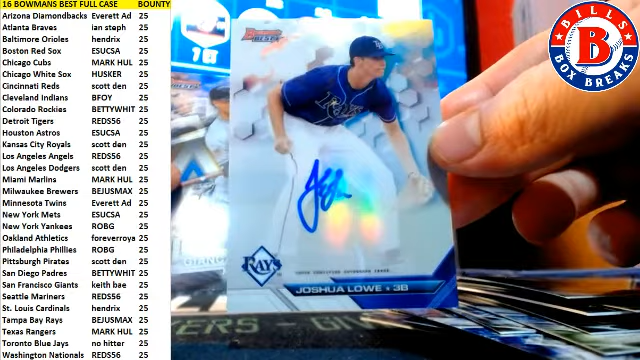 16 BOWMANS BEST FULL CASE BOUNTY
Arizona Diamondbacks Everett Ad 25
Atlanta Braves ian steph 25
Baltimore Orioles hendrix 25
Boston Red Sox ESUCSA 25
Chicago Cubs MARK HUL 25
Chicago White Sox HUSKER 25
Cincinnati Reds scott den 25
Cleveland Indians BFOY 25
Colorado Rockies BETTYWHIT 25
Detroit Tigers REDS56 25
Houston Astros ESUCSA 25
Kansas City Royals scott den 25
Los Angeles Angels REDS56 25
Los Angeles Dodgers scott den 25
Miami Marlins MARK HUL 25
Milwaukee Brewers BEJUSMAX 25
Minnesota Twins Everett Ad 25
New York Mets ESUCSA 25
New York Yankees ROBG 25
Oakland Athletics foreverroya 25
Philadelphia Phillies ROBG 25
Pittsburgh Pirates scott den 25
San Diego Padres BETTYWHIT 25
San Francisco Giants keith bae 25
Seattle Mariners REDS56 25
St. Louis Cardinals hendrix 25
Tampa Bay Rays BEJUSMAX 25
Texas Rangers MARK HUL 25
Toronto Blue Jays no hitter 25
Washington Nationals REDS56 25
Bowman's
BEST
RAYS
RAYS
TOPPS CERTIFIED AUTOGRAPH ISSUE
JOSHUA LOWE • 3B
BILLS
B
BOX BREAKS